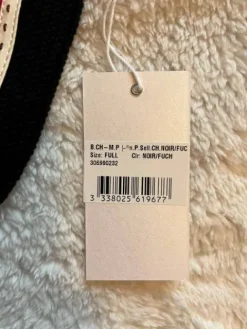 B.CH – M.P P.Sell.CH.NOIR/FUC
Size: FULL Clr: NOIR/FUCH
306990232
3 338025 619677